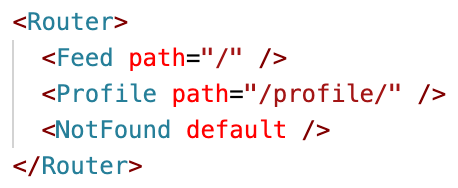 <Router>
  <Feed path="/" />
  <Profile path="/profile/" />
  <NotFound default />
</Router>